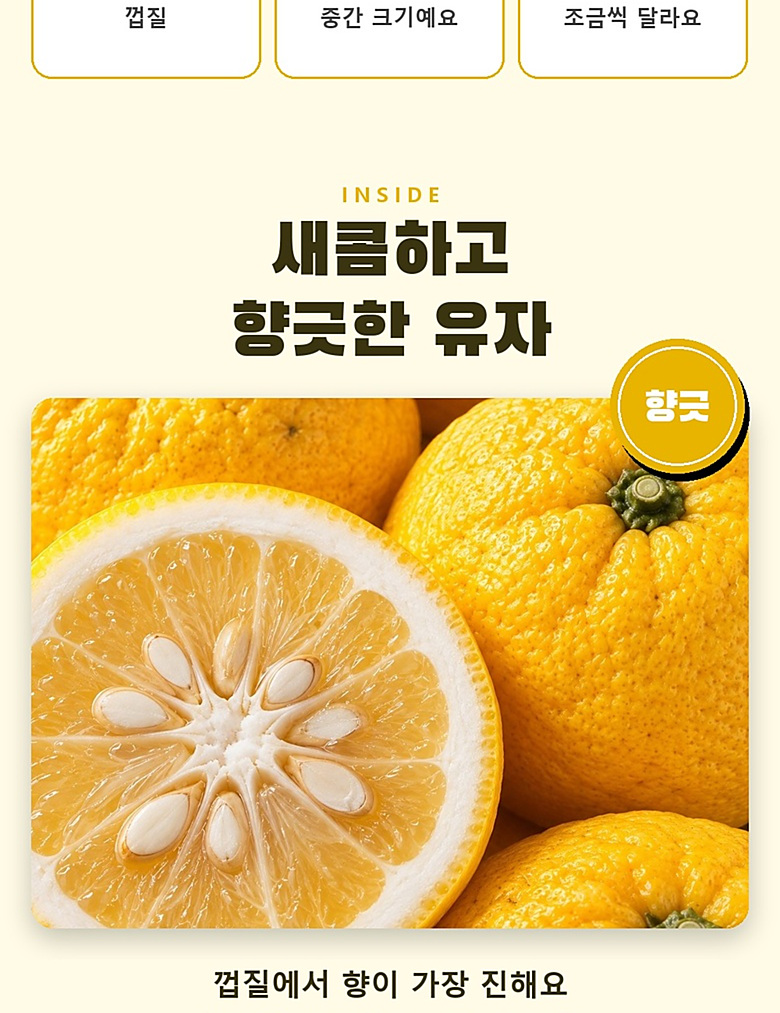 껍질
중간 크기예요
조금씩 달라요
INSIDE
새콤하고
향긋한 유자
향긋
껍질에서 향이 가장 진해요